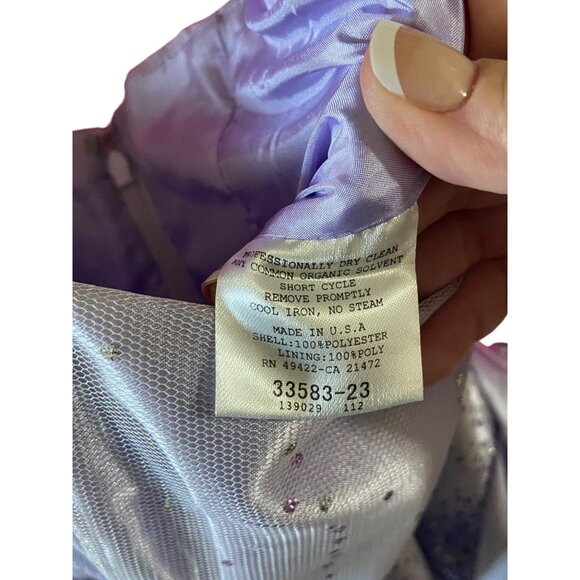 PROFESSIONALLY DRY CLEAN
ANY COMMON ORGANIC SOLVENT
SHORT CYCLE
REMOVE PROMPTLY
COOL IRON, NO STEAM
MADE IN U.S.A
SHELL:100%POLYESTER
LINING:100%POLY
RN 49422-CA 21472
33583-23
139029 112